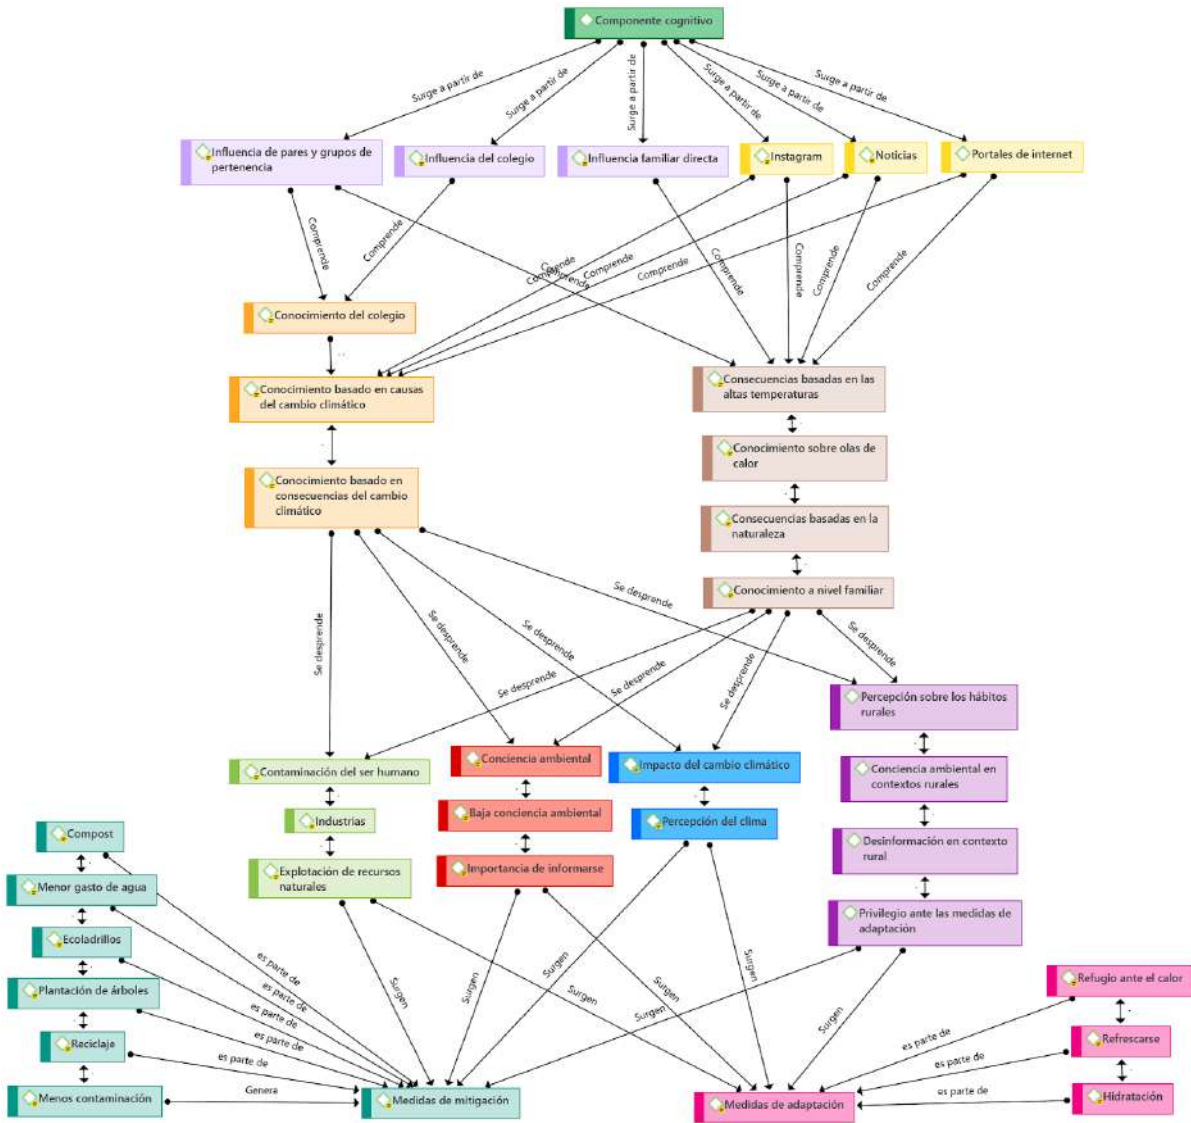 Componente cognitivo
Surge a partir de
Surge a partir de
Surge a partir de
Surge a partir de
Surge a partir de
Surge a partir de
Influencia de pares y grupos de
pertenencia
Influencia del colegio
Influencia familiar directa
Instagram
Noticias
Portales de internet
Comprende
Comprende
Comprende
Comprende
Comprende
Comprende
Comprende
Comprende
Comprende
Comprende
Conocimiento del colegio
Conocimiento basado en causas
del cambio climático
Conocimiento basado en
consecuencias del cambio
climático
Consecuencias basadas en las
altas temperaturas
Conocimiento sobre olas de
calor
Consecuencias basadas en la
naturaleza
Conocimiento a nivel familiar
Se desprende
Se desprende
Se desprende
Se desprende
Se desprende
Se desprende
Se desprende
Se desprende
Percepción sobre los hábitos
rurales
Conciencia ambiental en
contextos rurales
Desinformación en contexto
rural
Privilegio ante las medidas de
adaptación
Contaminación del ser humano
Industrias
Explotación de recursos
naturales
Conciencia ambiental
Baja conciencia ambiental
Importancia de informarse
Impacto del cambio climático
Percepción del clima
Compost
Menor gasto de agua
Ecoladrillos
Plantación de árboles
Reciclaje
Menos contaminación
es parte de
es parte de
es parte de
es parte de
es parte de
Genera
Surgen
Surgen
Surgen
Surgen
Surgen
Surgen
Surgen
Surgen
Medidas de mitigación
Medidas de adaptación
Refugio ante el calor
Refrescarse
Hidratación
es parte de
es parte de
es parte de